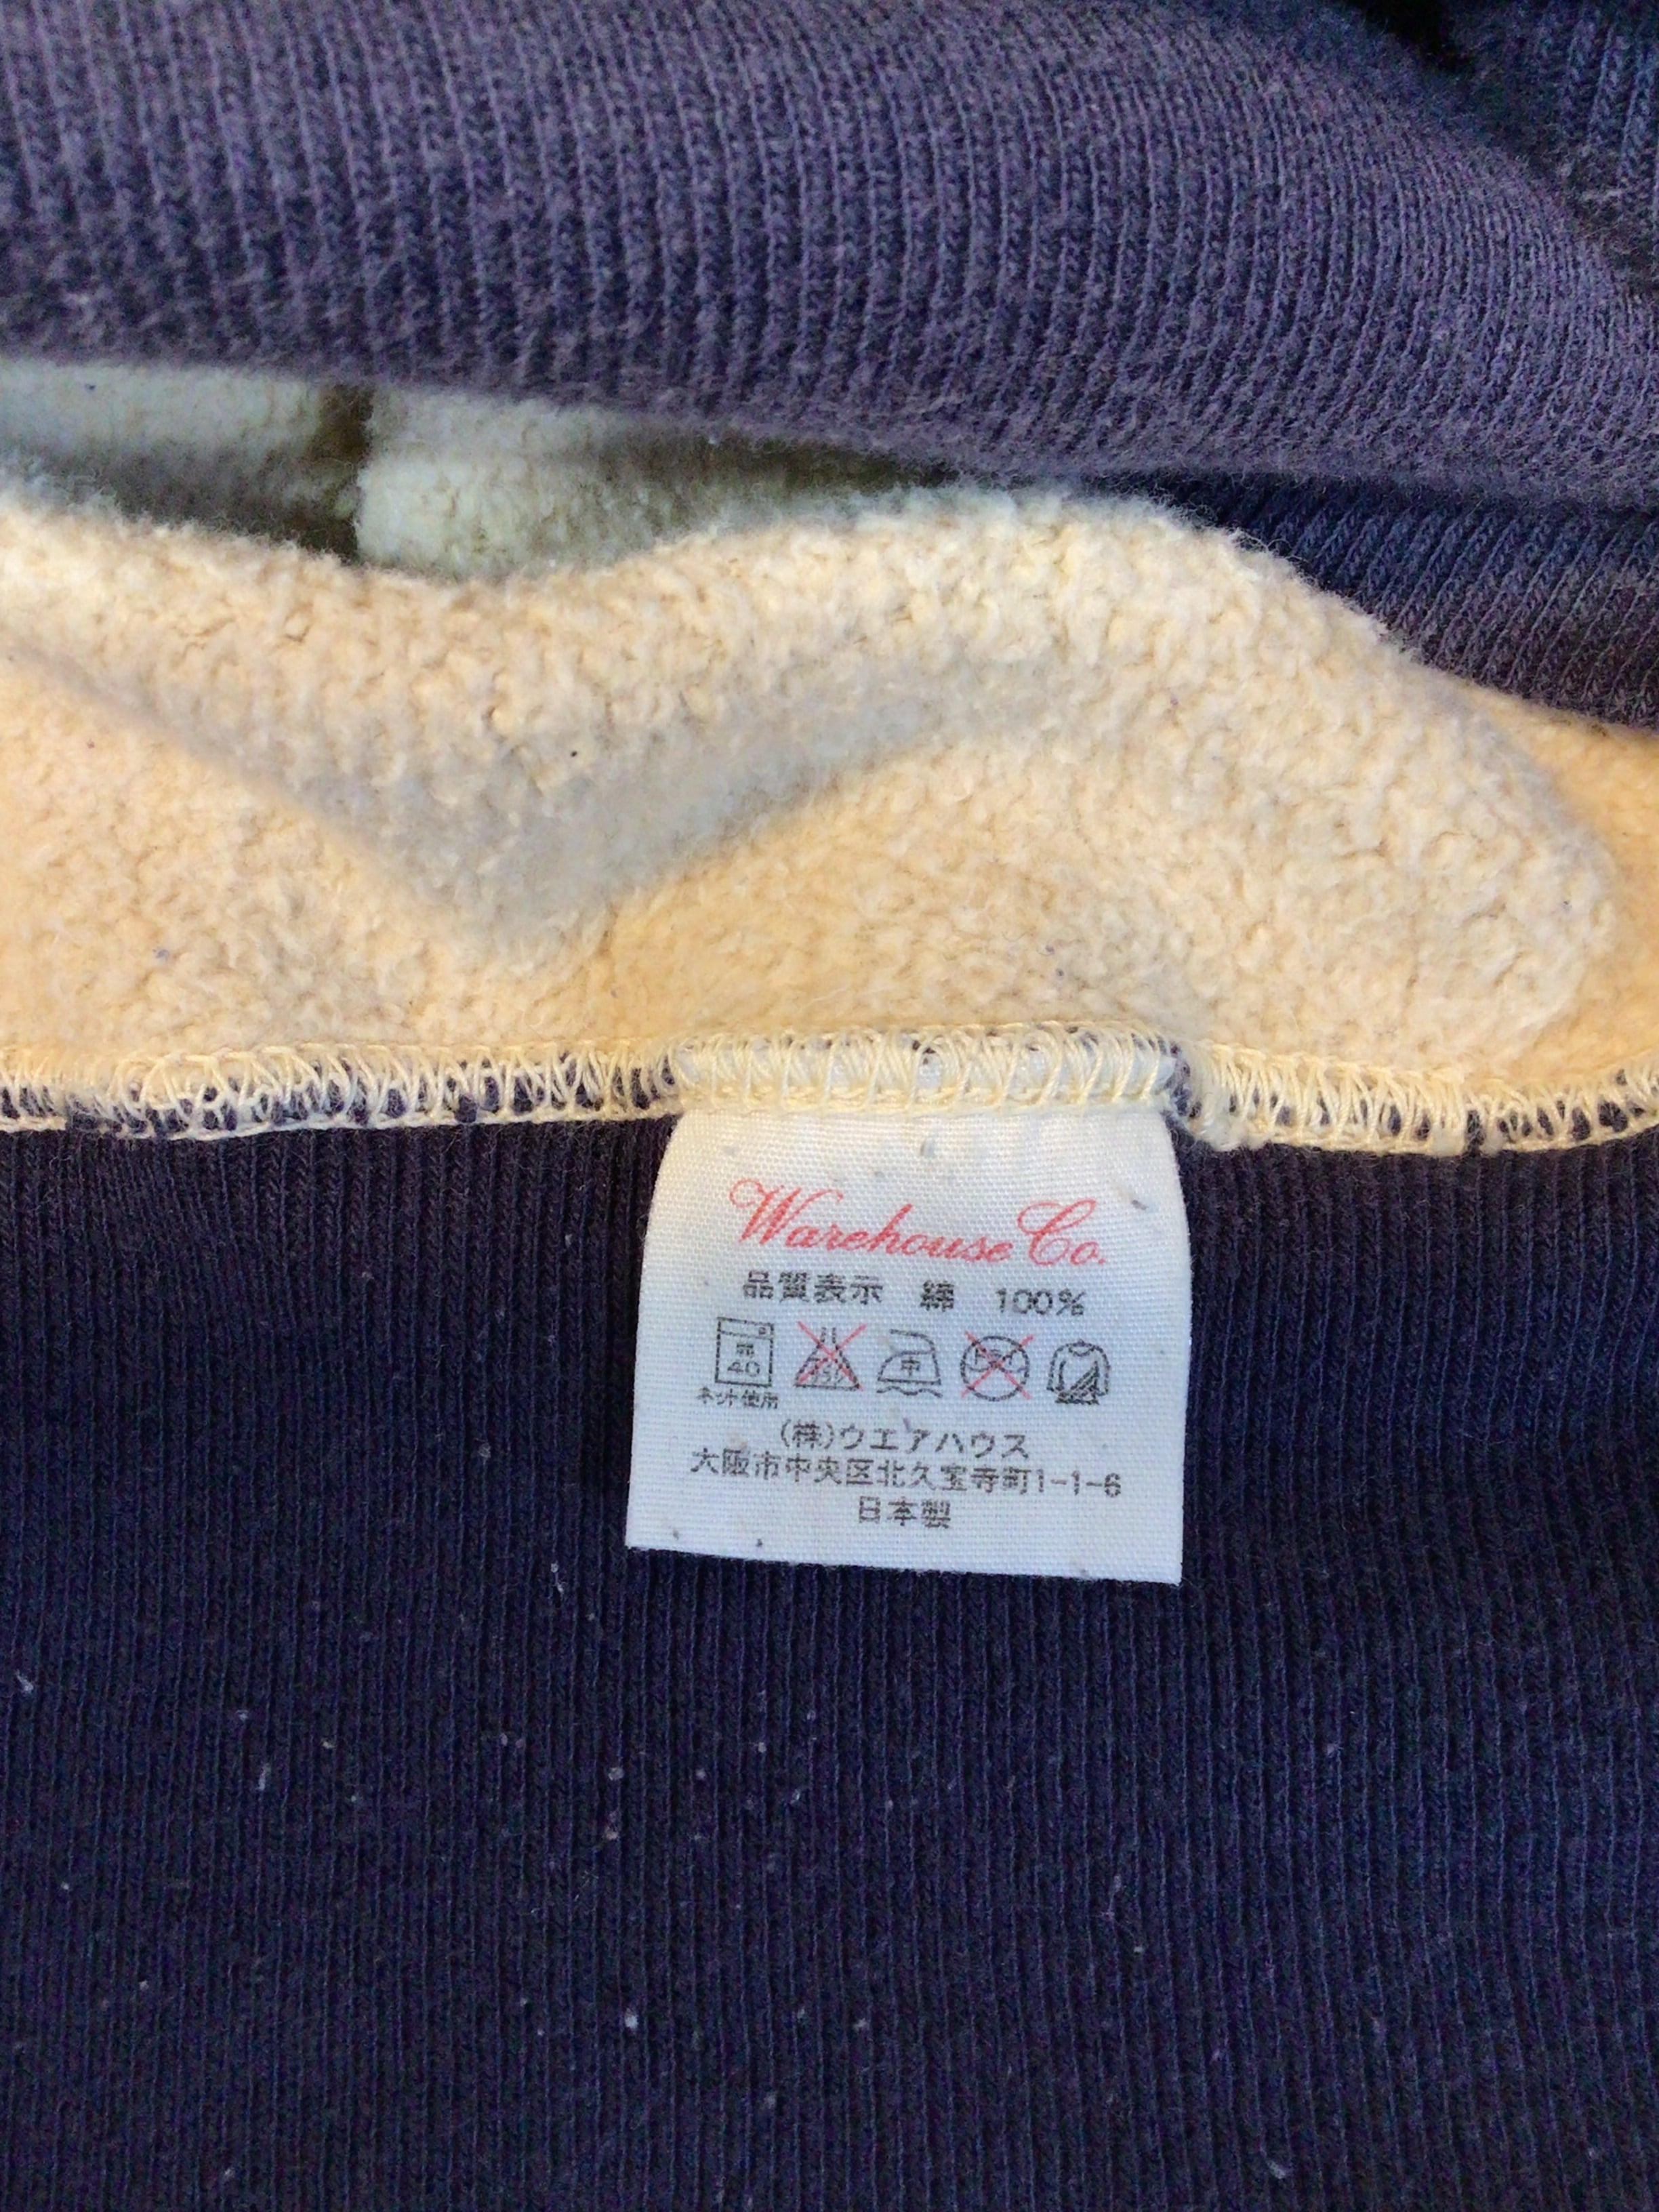 Warehouse Co.
品質表示 綿 100%
40 中
ネット使用
(株)ウエアハウス
大阪市中央区北久宝寺町1-1-6
日本製